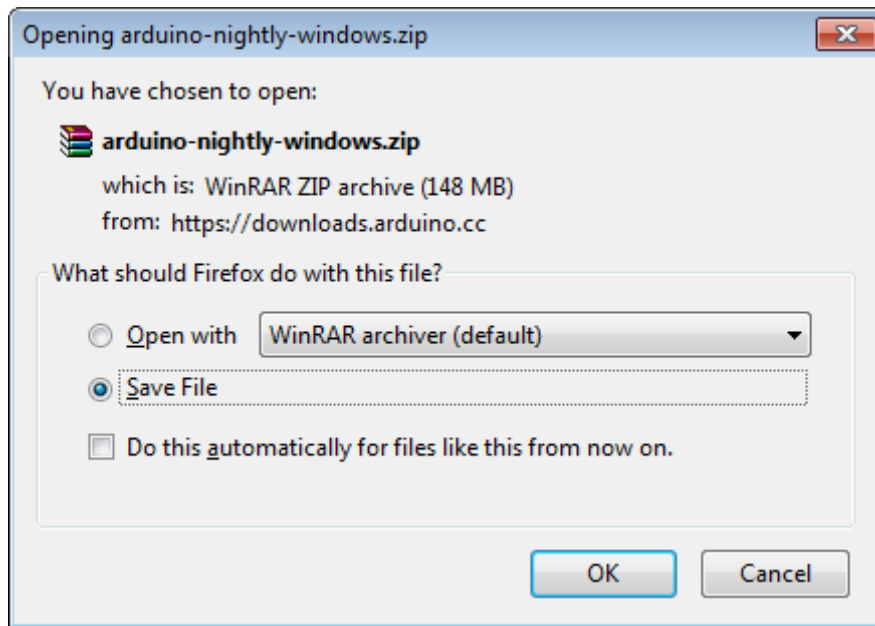 Opening arduino-nightly-windows.zip
You have chosen to open:
arduino-nightly-windows.zip
which is: WinRAR ZIP archive (148 MB)
from: https://downloads.arduino.cc
What should Firefox do with this file?
Open with WinRAR archiver (default)
Save File
Do this automatically for files like this from now on.
OK Cancel